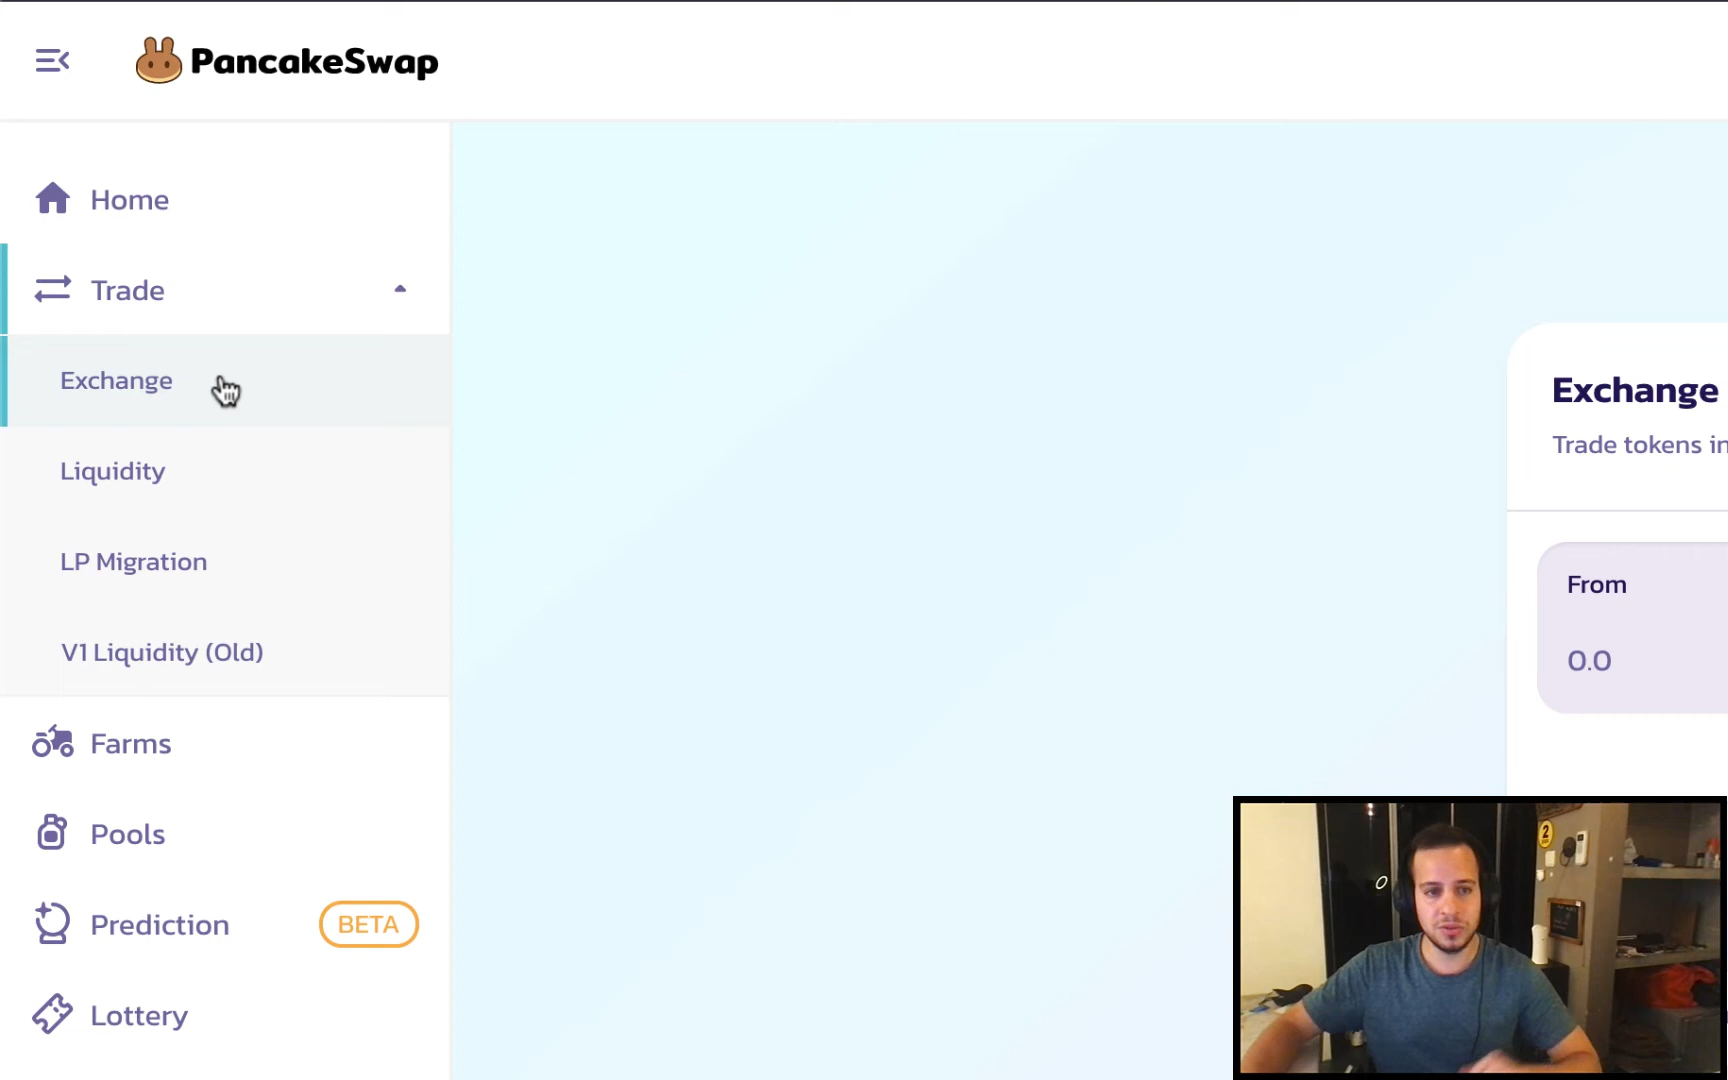 PancakeSwap
Home
Trade
Exchange
Liquidity
LP Migration
V1 Liquidity (Old)
Farms
Pools
Prediction
BETA
Lottery
Exchange
Trade tokens in
From
0.0
2